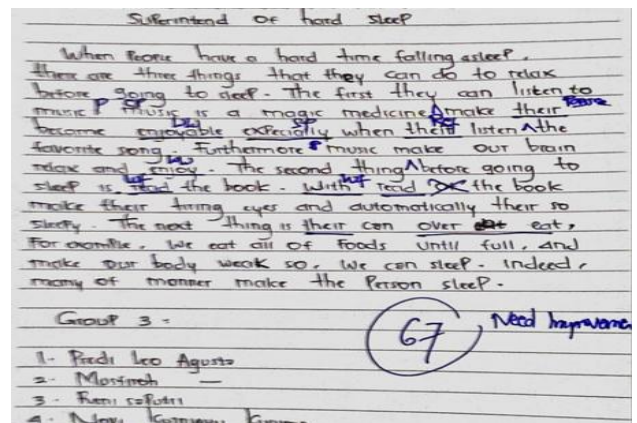 Superintend of hard sleep
When People have a hard time falling asleep,
there are three things that they can do to relax
before going to sleep. The first they can listen to
music P SP music is a magic medicine ^ make their Tense
become enjoyable expecially when their listen ^ the
favorite song. Furthermore music make our brain
relax and enjoy. The second thing ^ before going to
sleep is read the book. With read the book
make their tiring eyes and automatically their so
sleepy. The next thing is their can over eat,
For example, we eat all of foods until full, and
make our body weak so, we can sleep. Indeed,
many of manner make the Person sleep.
Group 3 -
67 Need Improveme
1. Leo
2.
3.
4.